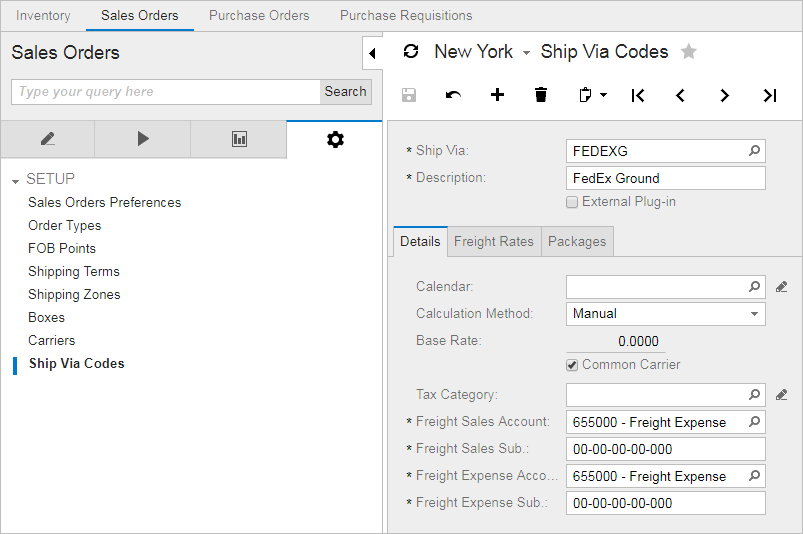 Inventory Sales Orders Purchase Orders Purchase Requisitions
Sales Orders
Type your query here Search
SETUP
Sales Orders Preferences
Order Types
FOB Points
Shipping Terms
Shipping Zones
Boxes
Carriers
Ship Via Codes
New York Ship Via Codes
* Ship Via: FEDEXG
* Description: FedEx Ground
External Plug-in
Details Freight Rates Packages
Calendar:
Calculation Method: Manual
Base Rate: 0.0000
Common Carrier
Tax Category:
* Freight Sales Account: 655000 - Freight Expense
* Freight Sales Sub.: 00-00-00-00-000
* Freight Expense Acco... 655000 - Freight Expense
* Freight Expense Sub.: 00-00-00-00-000